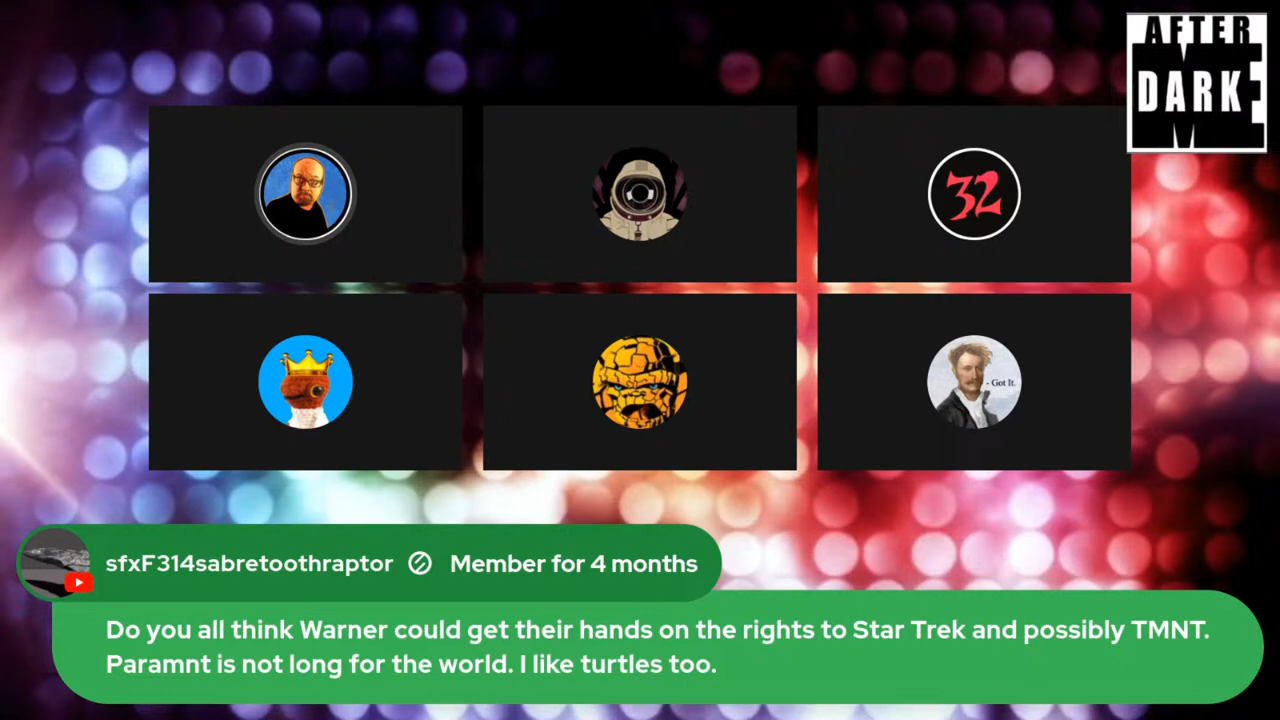 AFTER
ME
DARK
32
- Got It.
sfxF314sabretoothraptor Member for 4 months
Do you all think Warner could get their hands on the rights to Star Trek and possibly TMNT.
Paramnt is not long for the world. I like turtles too.